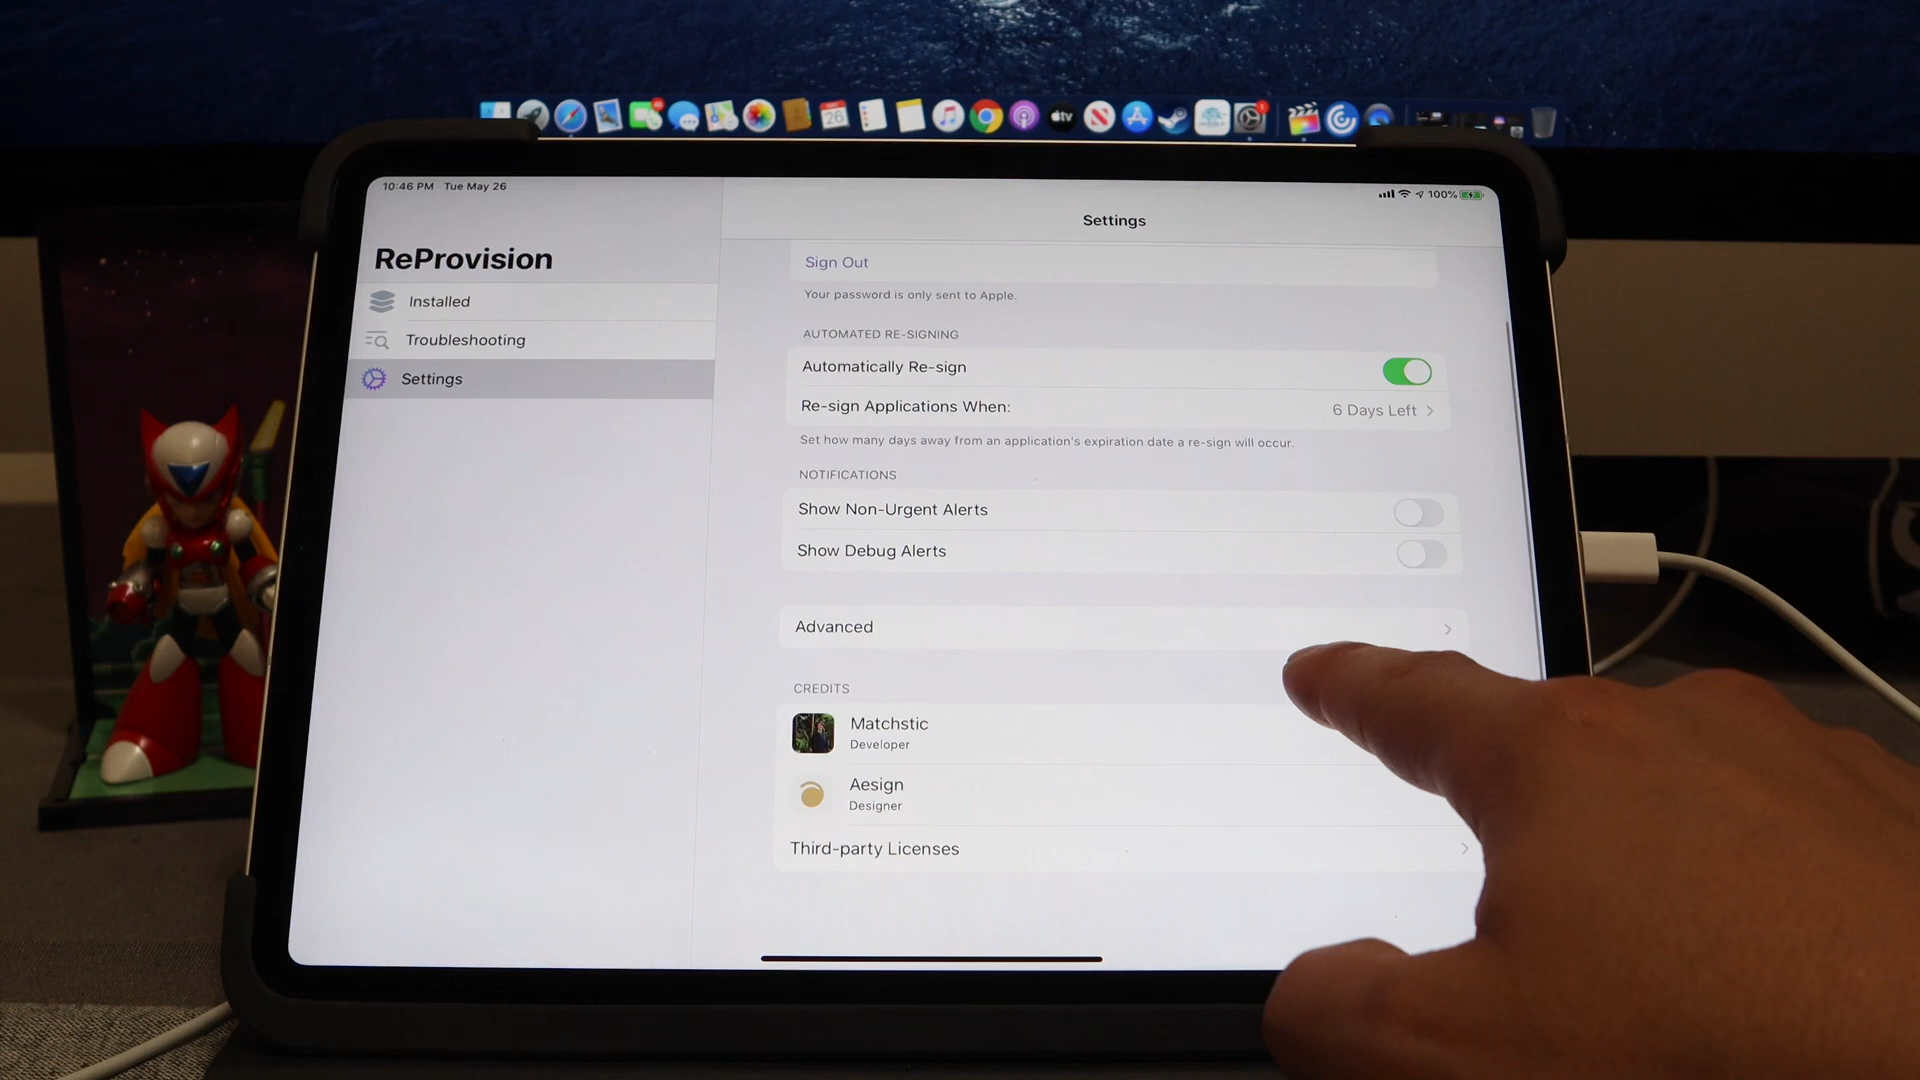 26
tv
10:46 PM Tue May 26
100%
Settings
ReProvision
Installed
Troubleshooting
Settings
Sign Out
Your password is only sent to Apple.
AUTOMATED RE-SIGNING
Automatically Re-sign
Re-sign Applications When:
6 Days Left
Set how many days away from an application's expiration date a re-sign will occur.
NOTIFICATIONS
Show Non-Urgent Alerts
Show Debug Alerts
Advanced
CREDITS
Matchstic
Developer
Aesign
Designer
Third-party Licenses